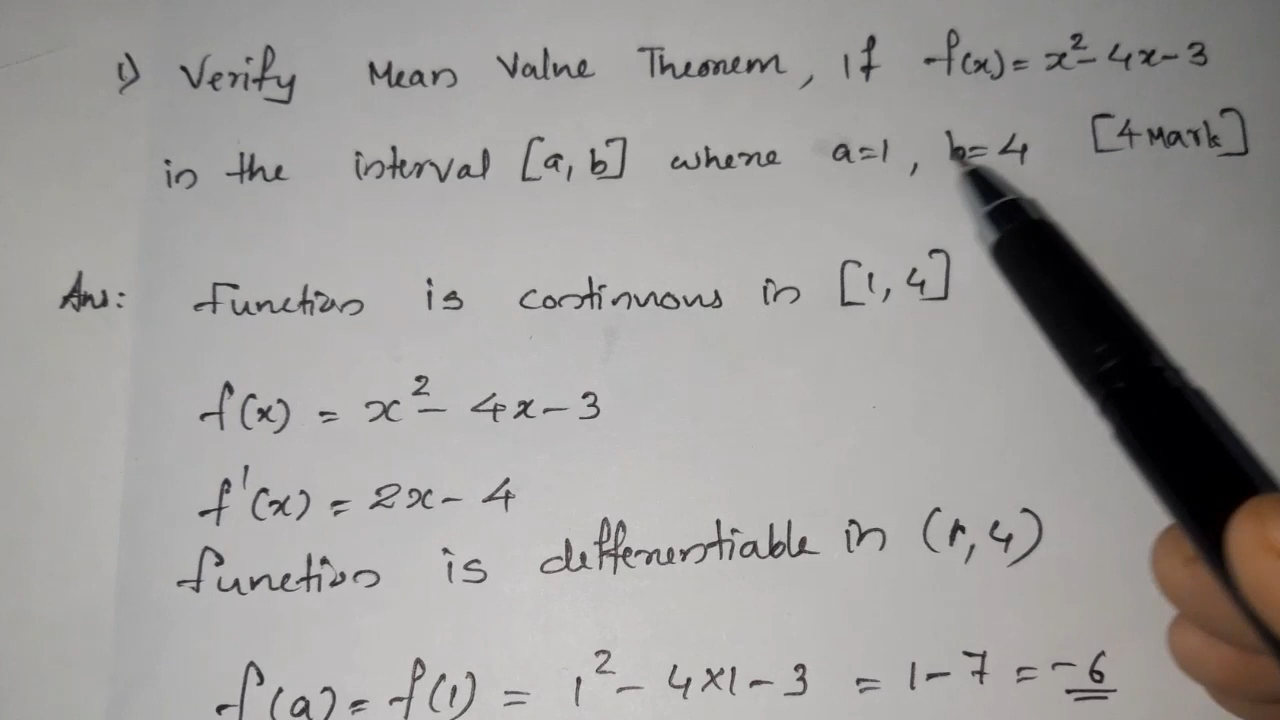 1) Verify Mean Value Theorem, if f(x) = x² - 4x - 3
in the interval [a, b] where a=1, b=4 [4 Mark]
Ans: function is continuous in [1, 4]
f(x) = x² - 4x - 3
f'(x) = 2x - 4
function is differentiable in (1, 4)
f(a) = f(1) = 1² - 4×1 - 3 = 1 - 7 = -6